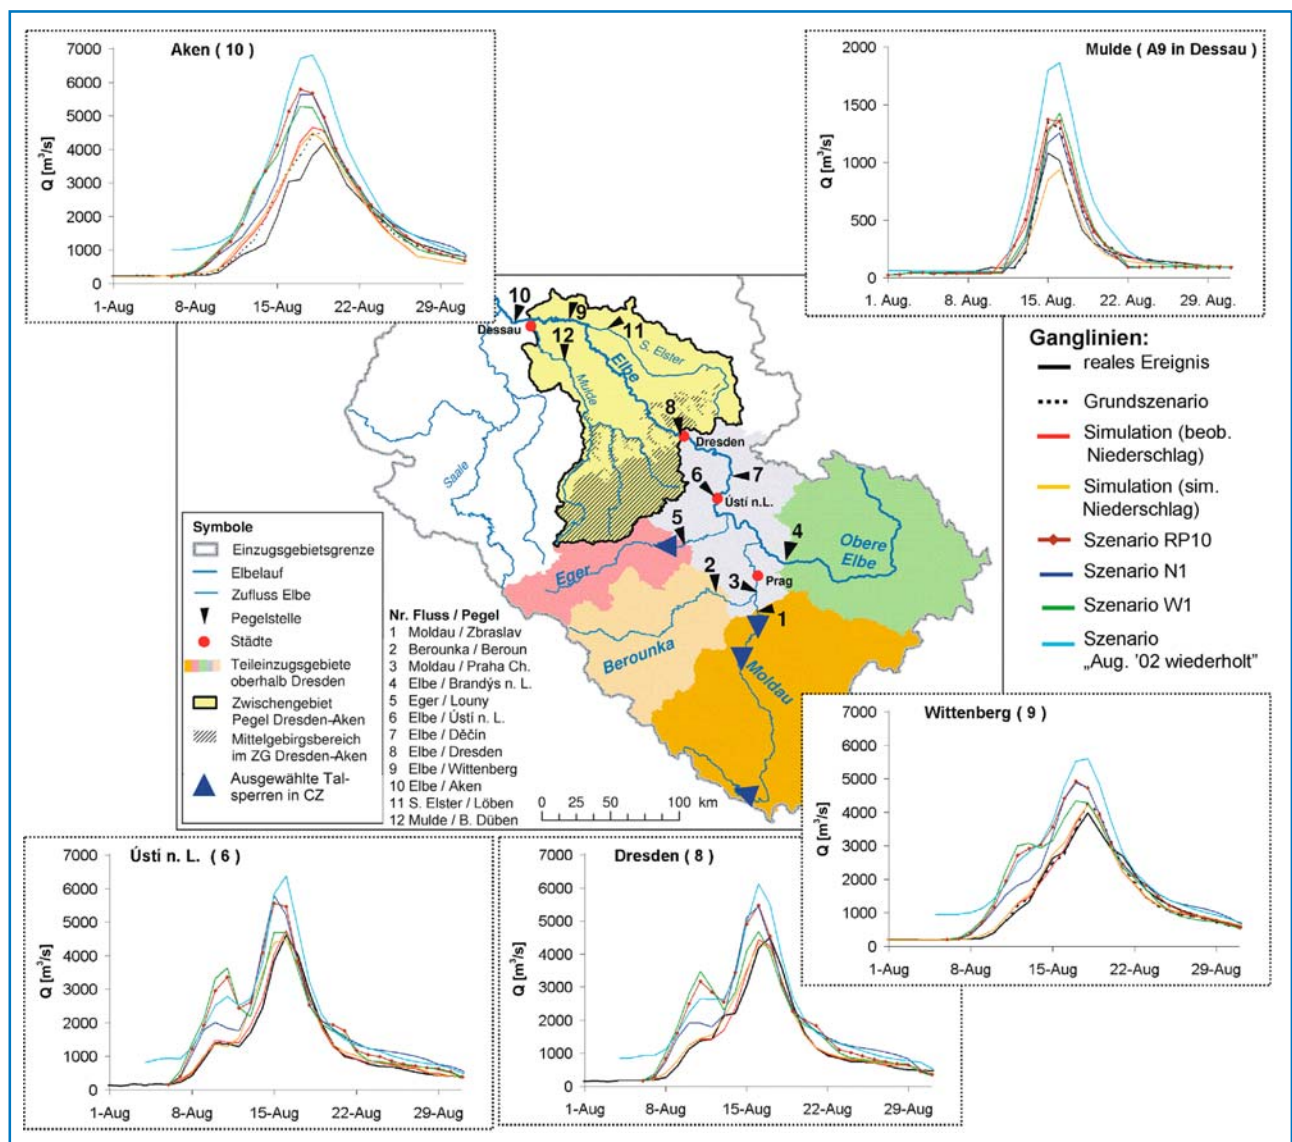 Aken ( 10 )
Q [m³/s]
7000
6000
5000
4000
3000
2000
1000
0
1-Aug
8-Aug
15-Aug
22-Aug
29-Aug
Mulde ( A9 in Dessau )
Q [m³/s]
2000
1500
1000
500
0
1. Aug.
8. Aug.
15. Aug.
22. Aug.
29. Aug.
Ganglinien:
reales Ereignis
Grundszenario
Simulation (beob.
Niederschlag)
Simulation (sim.
Niederschlag)
Szenario RP10
Szenario N1
Szenario W1
Szenario
„Aug. '02 wiederholt"
10
9
11
Dessau
12
S. Elster
Elbe
Mulde
8
Dresden
Saale
6
7
Ústí n.L.
5
4
Obere
Elbe
Eger
2
3
Prag
1
Berounka
Moldau
Symbole
Einzugsgebietsgrenze
Elbelauf
Zufluss Elbe
Pegelstelle
Städte
Teileinzugsgebiete
oberhalb Dresden
Zwischengebiet
Pegel Dresden-Aken
Mittelgebirgsbereich
im ZG Dresden-Aken
Ausgewählte Tal-
sperren in CZ
Nr. Fluss / Pegel
1 Moldau / Zbraslav
2 Berounka / Beroun
3 Moldau / Praha Ch.
4 Elbe / Brandýs n. L.
5 Eger / Louny
6 Elbe / Ústí n. L.
7 Elbe / Děčín
8 Elbe / Dresden
9 Elbe / Wittenberg
10 Elbe / Aken
11 S. Elster / Löben
12 Mulde / B. Düben
0 25 50 100 km
Wittenberg ( 9 )
Q [m³/s]
7000
6000
5000
4000
3000
2000
1000
0
1-Aug
8-Aug
15-Aug
22-Aug
29-Aug
Ústí n. L. ( 6 )
Q [m³/s]
7000
6000
5000
4000
3000
2000
1000
0
1-Aug
8-Aug
15-Aug
22-Aug
29-Aug
Dresden ( 8 )
Q [m³/s]
7000
6000
5000
4000
3000
2000
1000
0
1-Aug
8-Aug
15-Aug
22-Aug
29-Aug